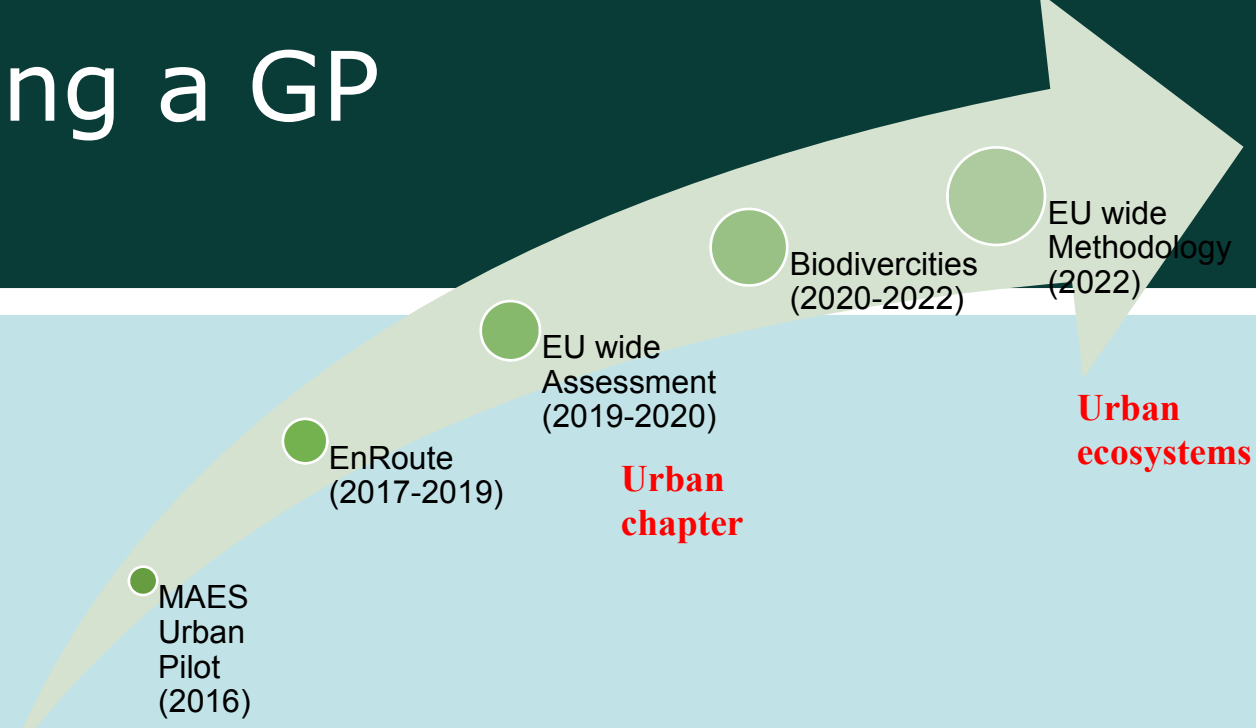 ng a GP
MAES
Urban
Pilot
(2016)
EnRoute
(2017-2019)
EU wide
Assessment
(2019-2020)
Urban
chapter
Biodivercities
(2020-2022)
EU wide
Methodology
(2022)
Urban
ecosystems